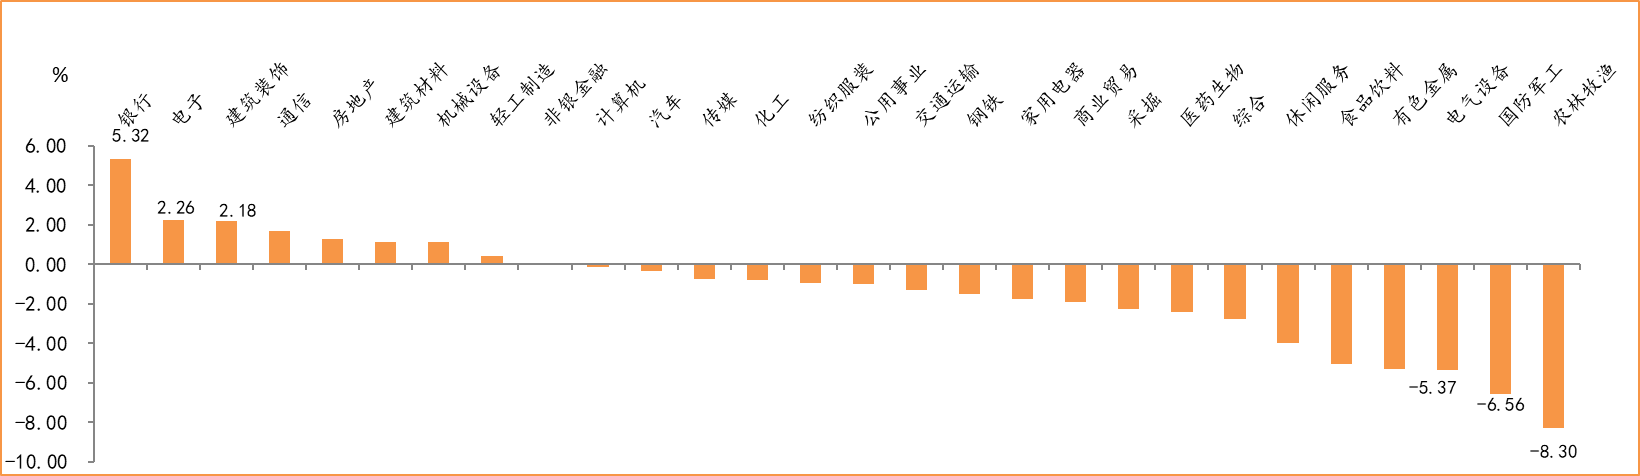 %
银行
电子
建筑装饰
通信
房地产
建筑材料
机械设备
轻工制造
非银金融
计算机
汽车
传媒
化工
纺织服装
公用事业
交通运输
钢铁
家用电器
商业贸易
采掘
医药生物
综合
休闲服务
食品饮料
有色金属
电气设备
国防军工
农林牧渔
5.32
2.26
2.18
-5.37
-6.56
-8.30
6.00
4.00
2.00
0.00
-2.00
-4.00
-6.00
-8.00
-10.00